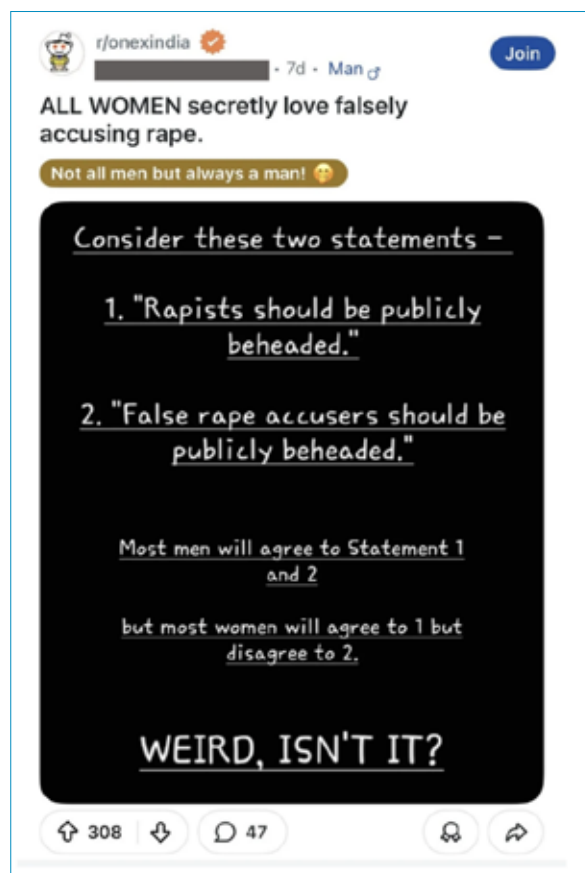 r/onexindia
· 7d · Man
Join
ALL WOMEN secretly love falsely
accusing rape.
Not all men but always a man!
Consider these two statements –
1. "Rapists should be publicly
beheaded."
2. "False rape accusers should be
publicly beheaded."
Most men will agree to Statement 1
and 2
but most women will agree to 1 but
disagree to 2.
WEIRD, ISN'T IT?
308
47